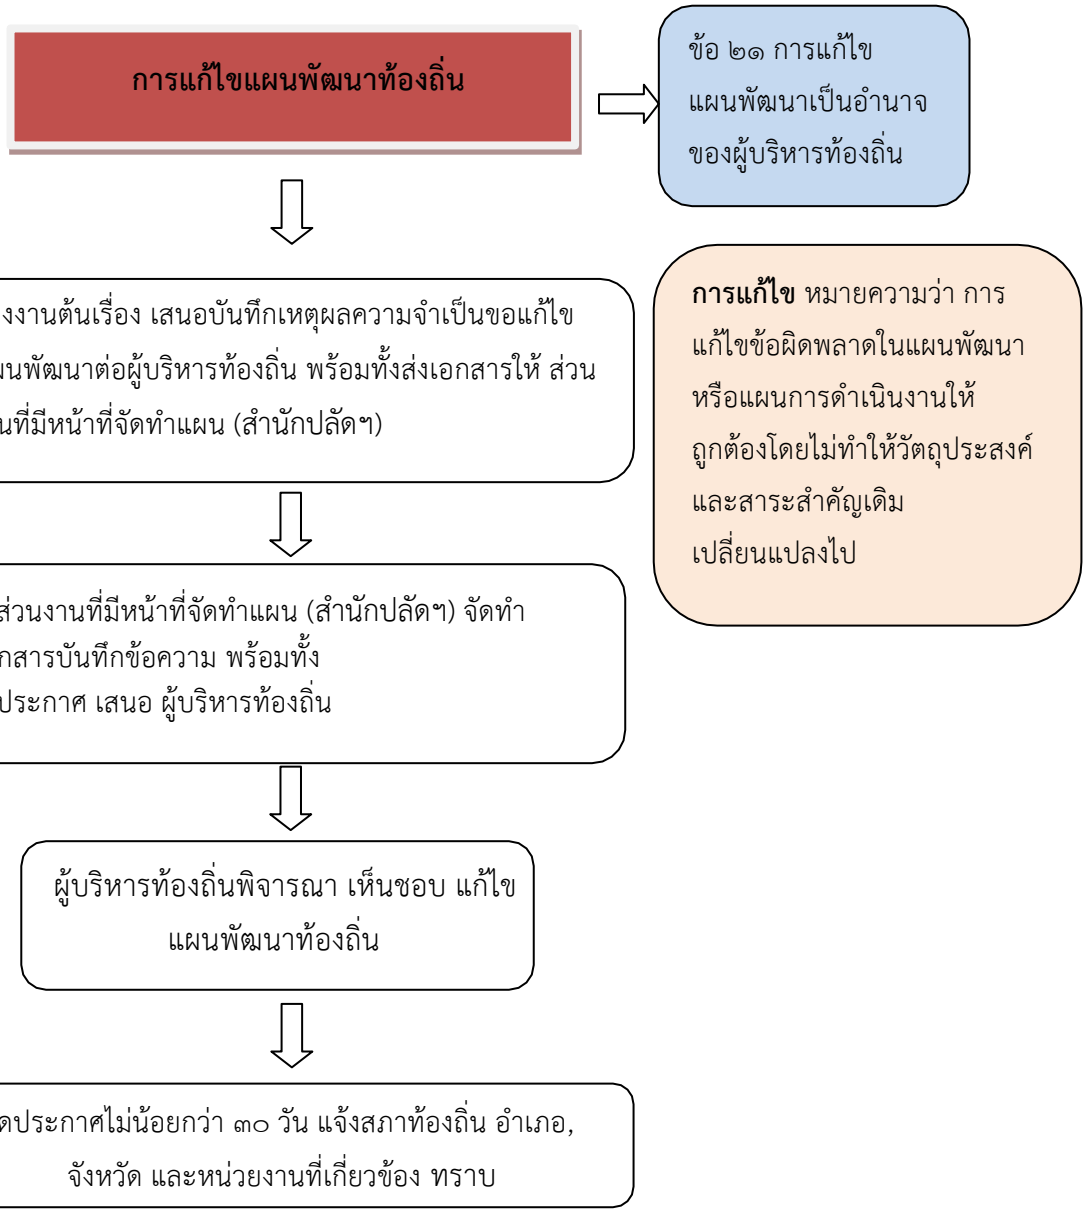 การแก้ไขแผนพัฒนาท้องถิ่น
ข้อ ๒๑ การแก้ไข
แผนพัฒนาเป็นอำนาจ
ของผู้บริหารท้องถิ่น
การแก้ไข หมายความว่า การ
แก้ไขข้อผิดพลาดในแผนพัฒนา
หรือแผนการดำเนินงานให้
ถูกต้องโดยไม่ทำให้วัตถุประสงค์
และสาระสำคัญเดิม
เปลี่ยนแปลงไป
งงานต้นเรื่อง เสนอบันทึกเหตุผลความจำเป็นขอแก้ไข
ผนพัฒนาต่อผู้บริหารท้องถิ่น พร้อมทั้งส่งเอกสารให้ ส่วน
นที่มีหน้าที่จัดทำแผน (สำนักปลัดฯ)
ส่วนงานที่มีหน้าที่จัดทำแผน (สำนักปลัดฯ) จัดทำ
กสารบันทึกข้อความ พร้อมทั้ง
ประกาศ เสนอ ผู้บริหารท้องถิ่น
ผู้บริหารท้องถิ่นพิจารณา เห็นชอบ แก้ไข
แผนพัฒนาท้องถิ่น
ดประกาศไม่น้อยกว่า ๓๐ วัน แจ้งสภาท้องถิ่น อำเภอ,
จังหวัด และหน่วยงานที่เกี่ยวข้อง ทราบ